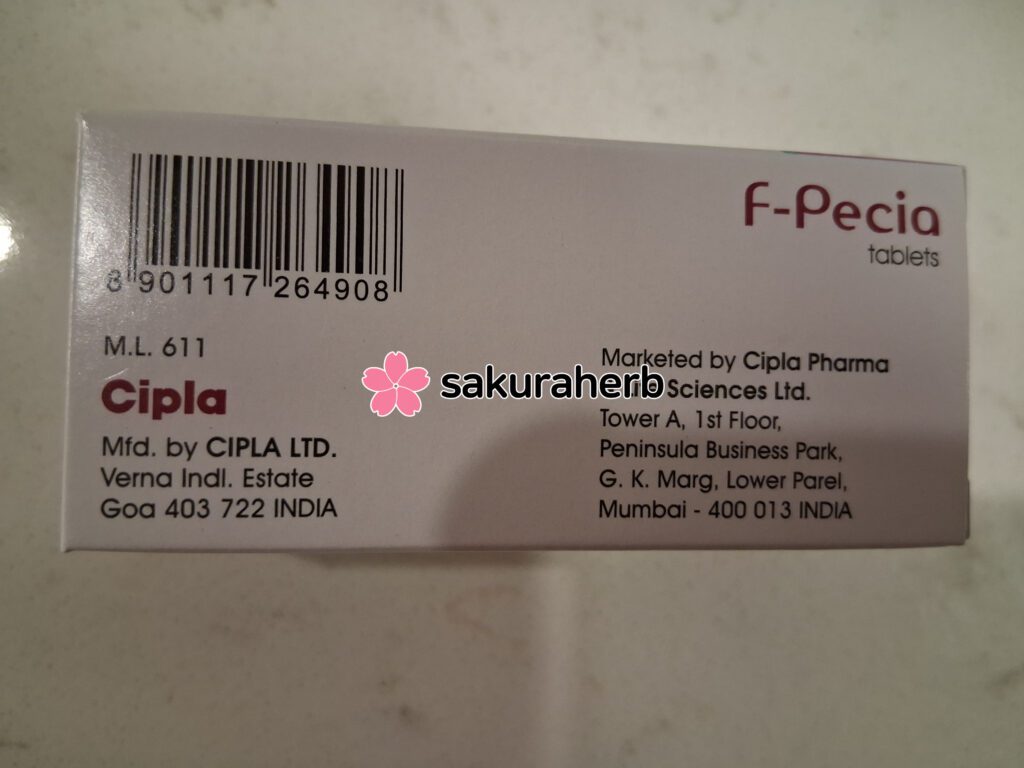 F-Pecia
tablets
8 901117 264908
M.L. 611
Cipla
Mfd. by CIPLA LTD.
Verna Indl. Estate
Goa 403 722 INDIA
sakuraherb
Marketed by Cipla Pharma
Sciences Ltd.
Tower A, 1st Floor,
Peninsula Business Park,
G. K. Marg, Lower Parel,
Mumbai - 400 013 INDIA